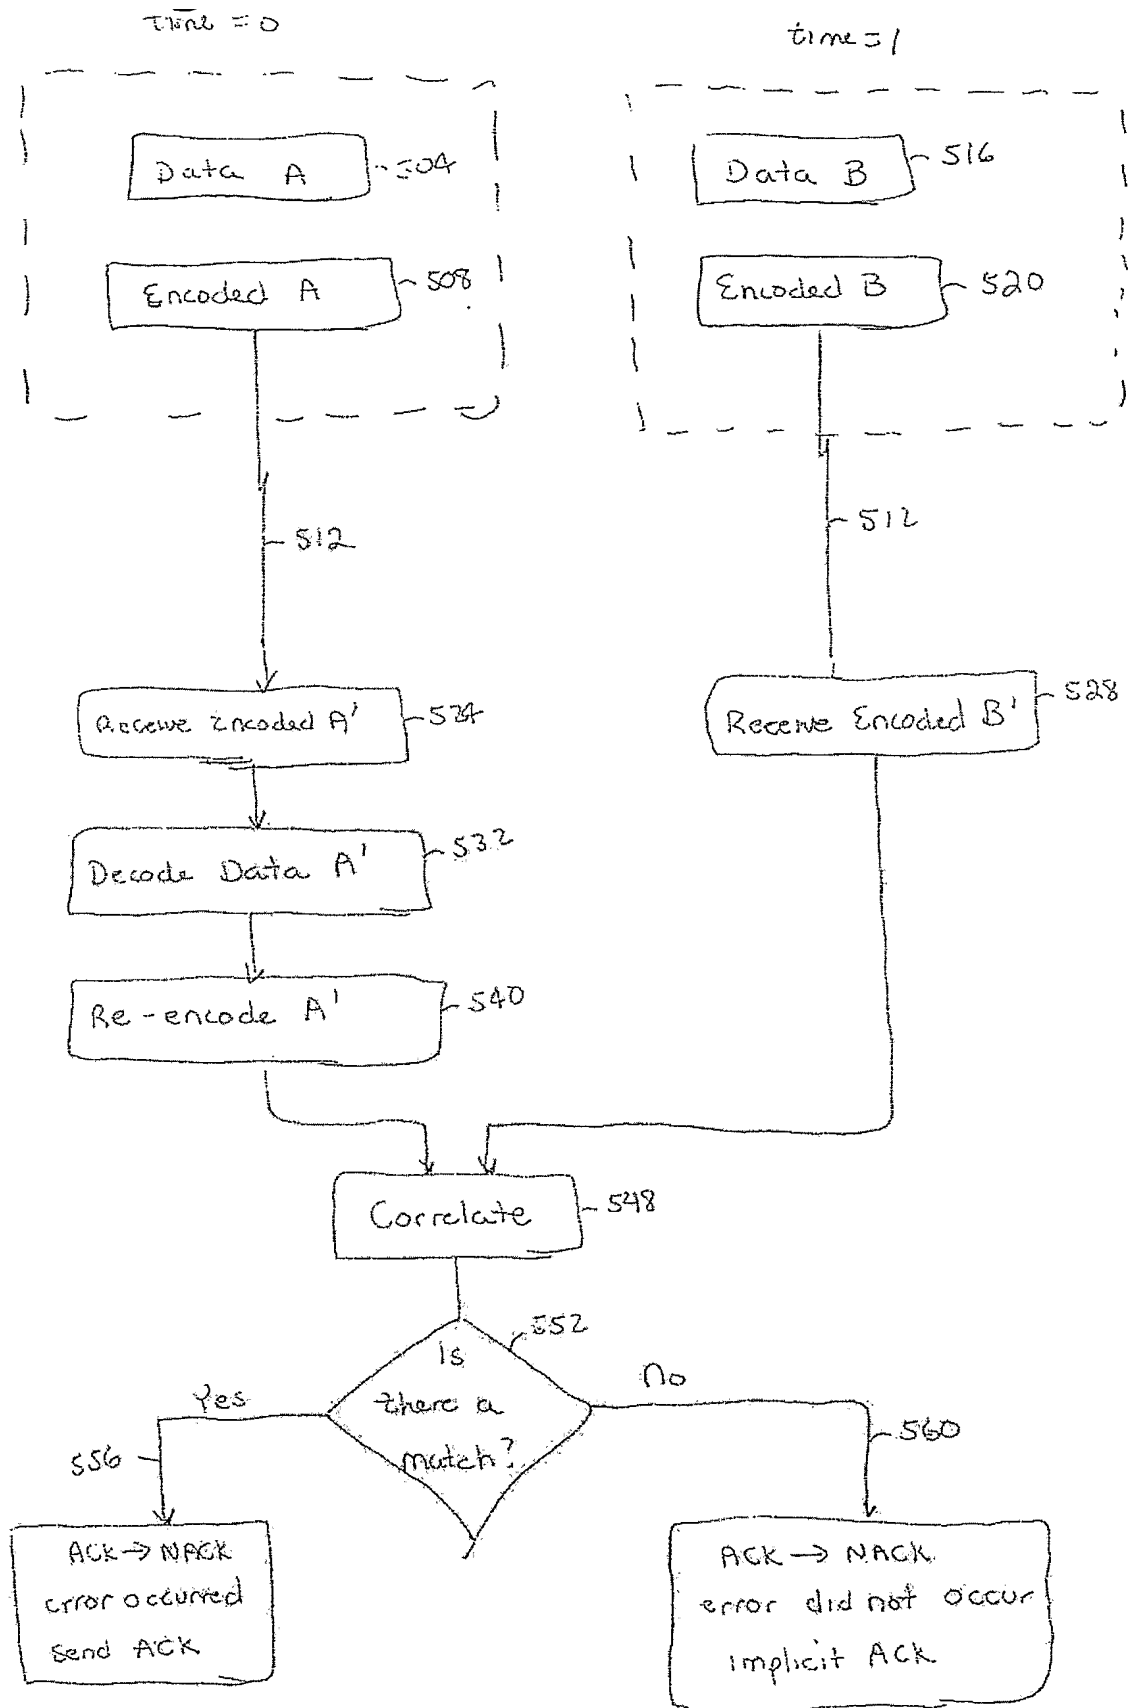 time = 0
time = 1
Data A
504
Data B
516
Encoded A
508
Encoded B
520
512
512
Receive Encoded A'
524
Receive Encoded B'
528
Decode Data A'
532
Re-encode A'
540
Correlate
548
552
Is
there a
match?
Yes
No
556
560
ACK → NACK
error occurred
Send ACK
ACK → NACK
error did not occur
implicit ACK